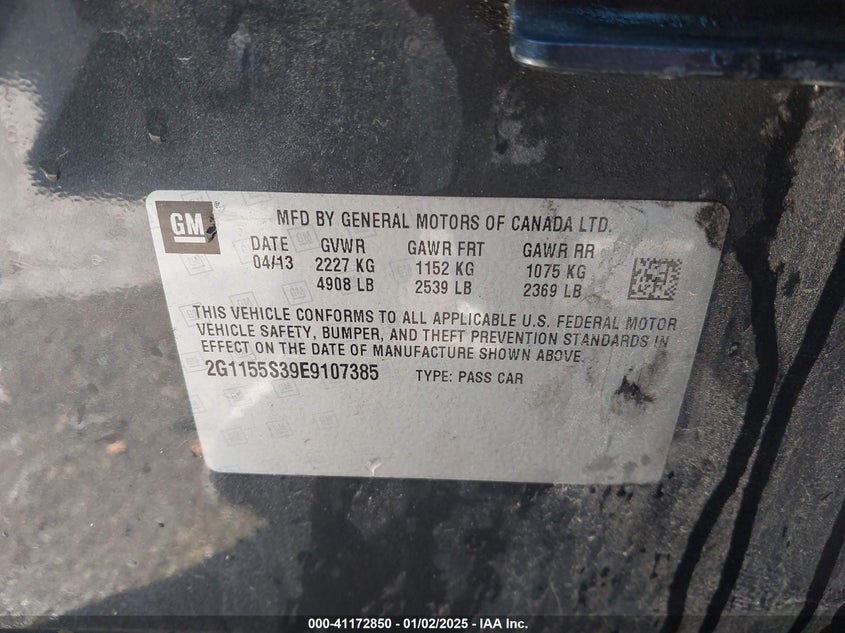 GM
MFD BY GENERAL MOTORS OF CANADA LTD.
DATE GVWR GAWR FRT GAWR RR
04/13 2227 KG 1152 KG 1075 KG
4908 LB 2539 LB 2369 LB
THIS VEHICLE CONFORMS TO ALL APPLICABLE U.S. FEDERAL MOTOR
VEHICLE SAFETY, BUMPER, AND THEFT PREVENTION STANDARDS IN
EFFECT ON THE DATE OF MANUFACTURE SHOWN ABOVE.
2G1155S39E9107385 TYPE: PASS CAR
000-41172850 - 01/02/2025 - IAA Inc.